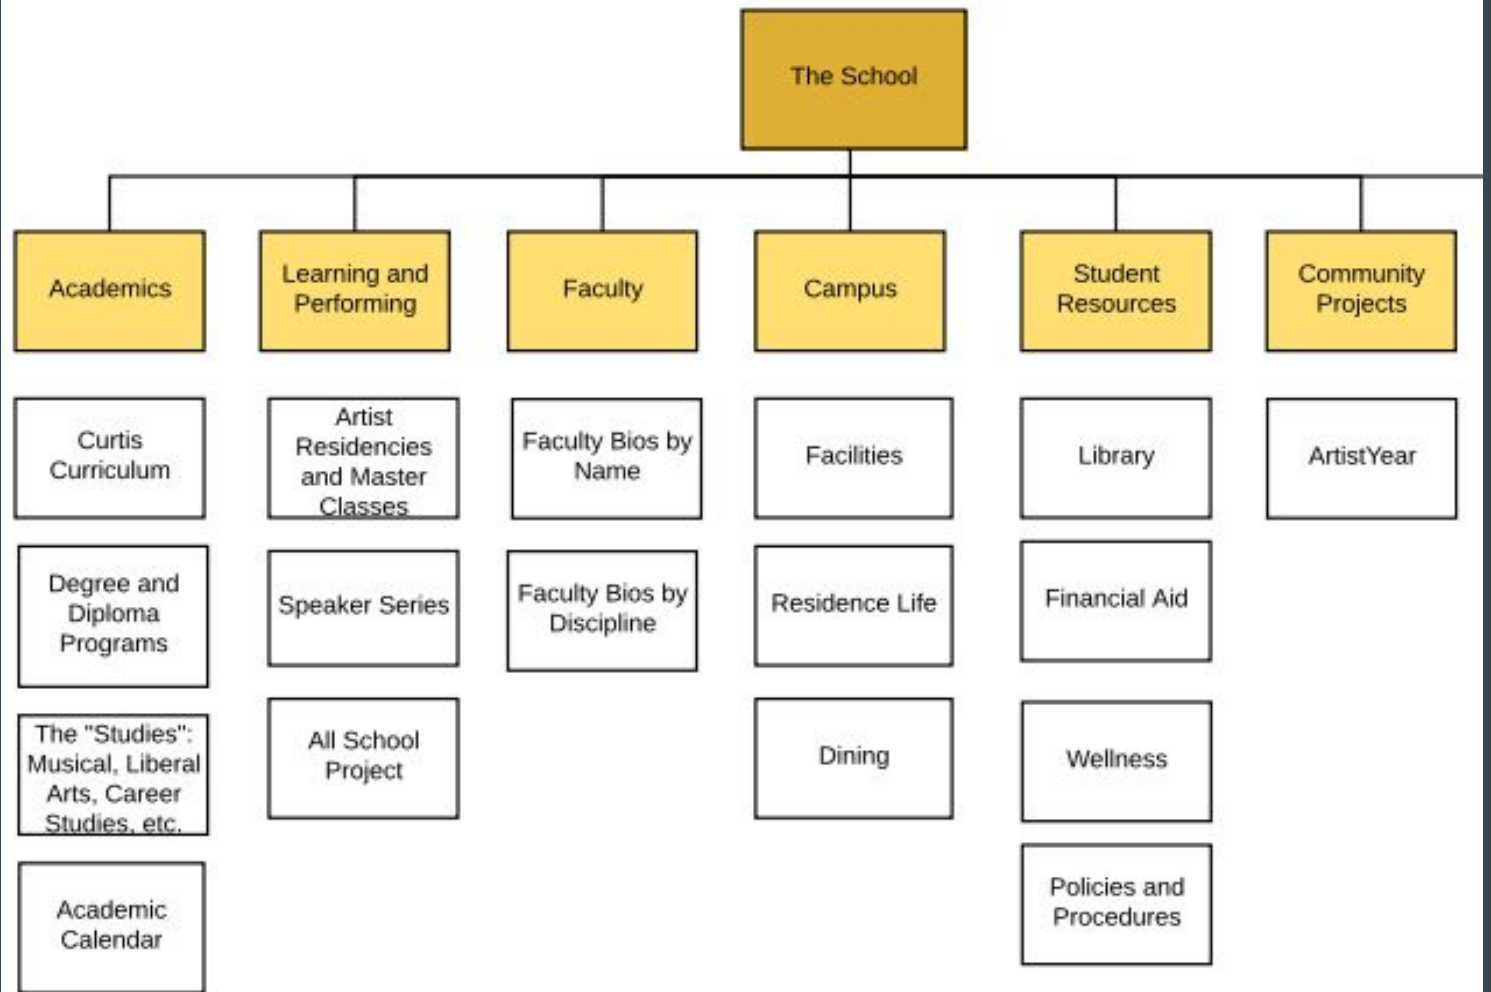 The School
Academics
Learning and
Performing
Faculty
Campus
Student
Resources
Community
Projects
Curtis
Curriculum
Degree and
Diploma
Programs
The "Studies":
Musical, Liberal
Arts, Career
Studies, etc.
Academic
Calendar
Artist
Residencies
and Master
Classes
Speaker Series
All School
Project
Faculty Bios by
Name
Faculty Bios by
Discipline
Facilities
Residence Life
Dining
Library
Financial Aid
Wellness
Policies and
Procedures
ArtistYear